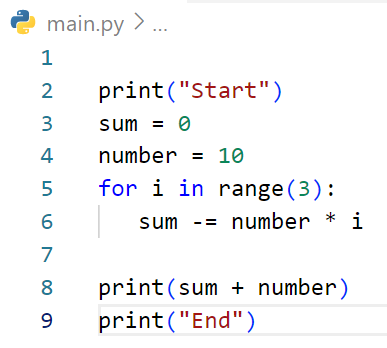 main.py > ...
1
2 print("Start")
3 sum = 0
4 number = 10
5 for i in range(3):
6    sum -= number * i
7
8 print(sum + number)
9 print("End")